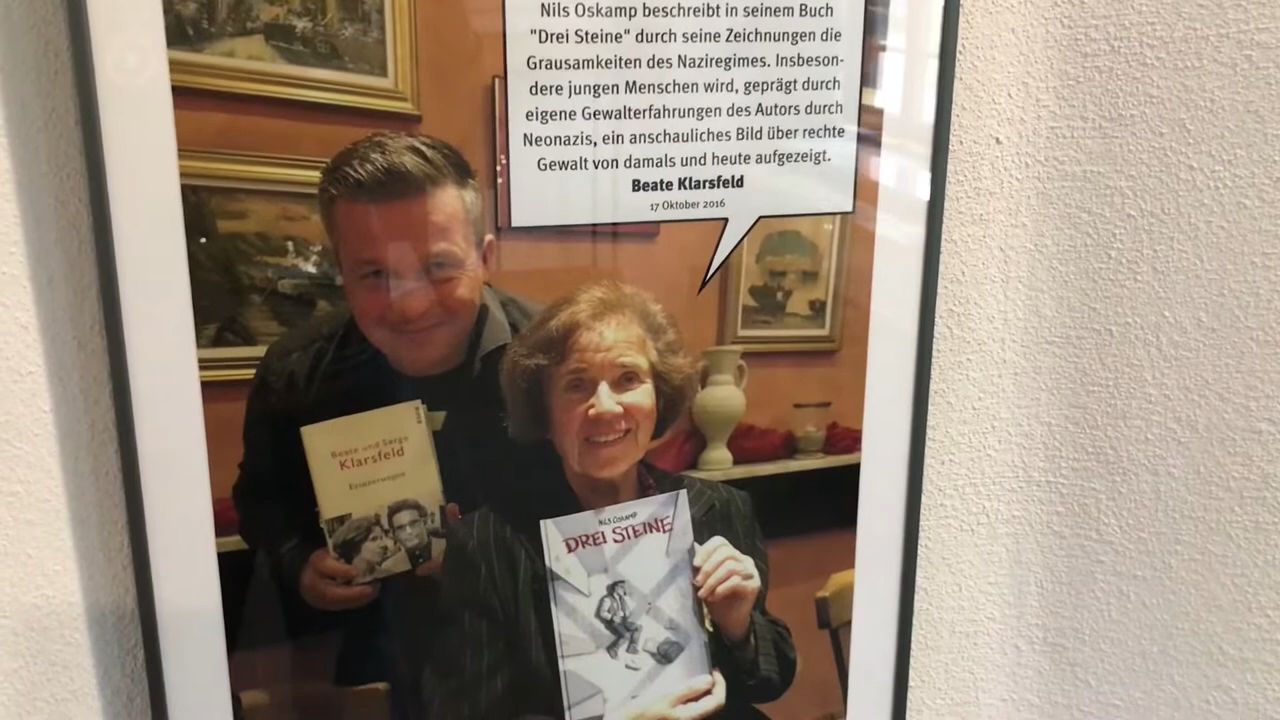 Nils Oskamp beschreibt in seinem Buch
"Drei Steine" durch seine Zeichnungen die
Grausamkeiten des Naziregimes. Insbeson-
dere jungen Menschen wird, geprägt durch
eigene Gewalterfahrungen des Autors durch
Neonazis, ein anschauliches Bild über rechte
Gewalt von damals und heute aufgezeigt.
Beate Klarsfeld
17 Oktober 2016
Beate und Serge
Klarsfeld
Erinnerungen
NILS OSKAMP
DREI STEINE